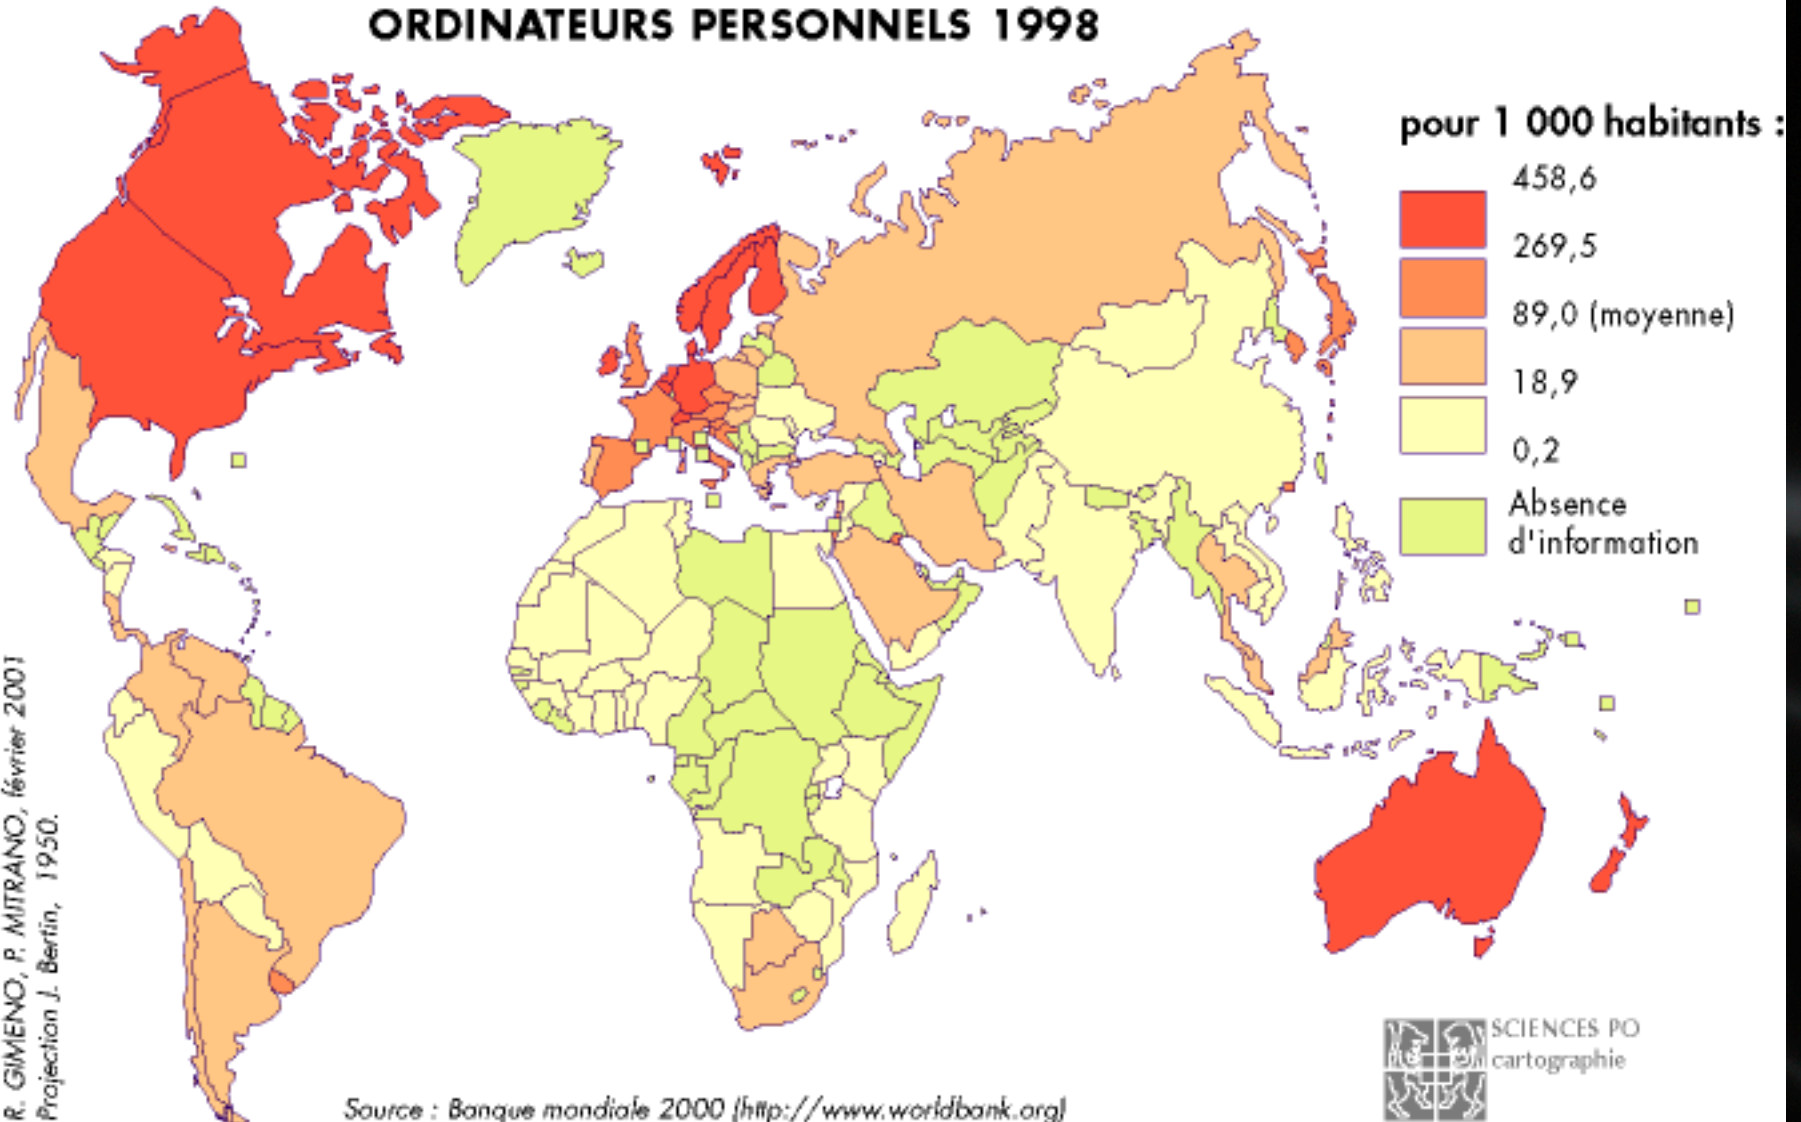 ORDINATEURS PERSONNELS 1998
pour 1 000 habitants :
458,6
269,5
89,0 (moyenne)
18,9
0,2
Absence
d'information
R. GIMENO, P. MITRANO, février 2001
Projection J. Bertin, 1950.
Source : Banque mondiale 2000 (http://www.worldbank.org)
SCIENCES PO
cartographie